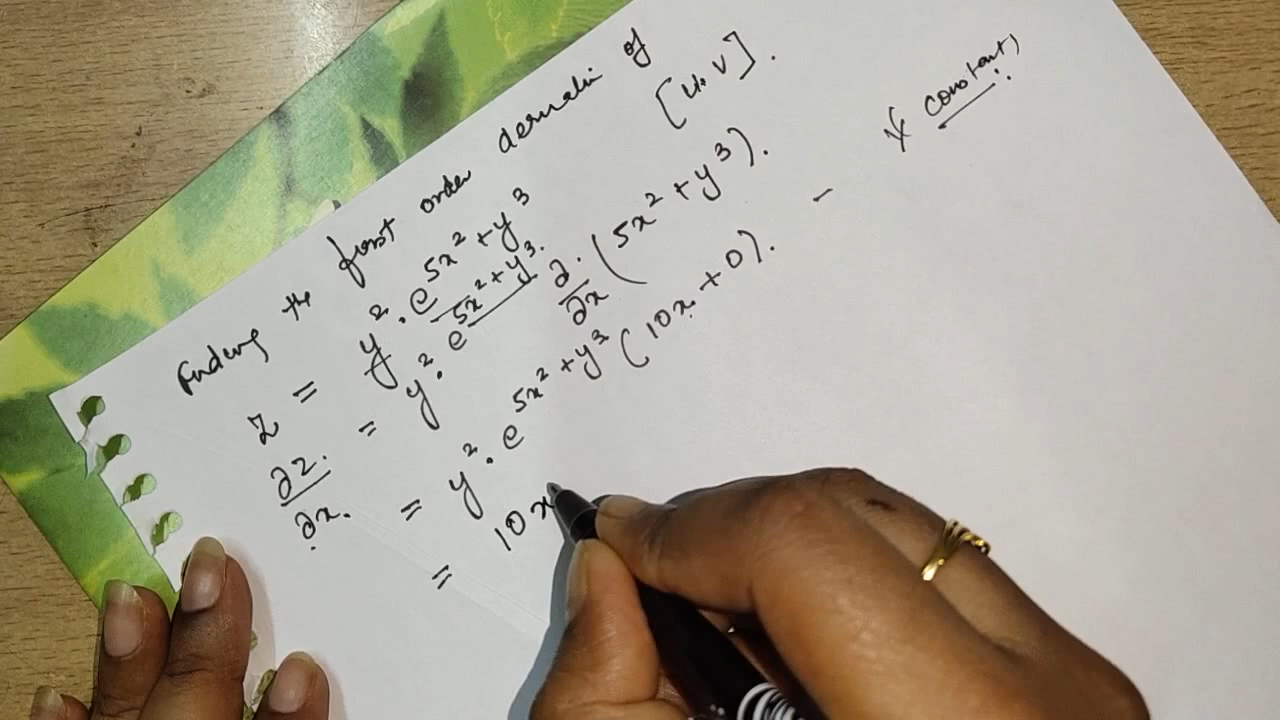 Finding the first order derivative of
z = y². e^5x²+y³ [u.v].
∂z/∂x. = y². e^5x²+y³. ∂/∂x (5x²+y³).
= y². e^5x²+y³ (10x+0). -
= 10x
* constant